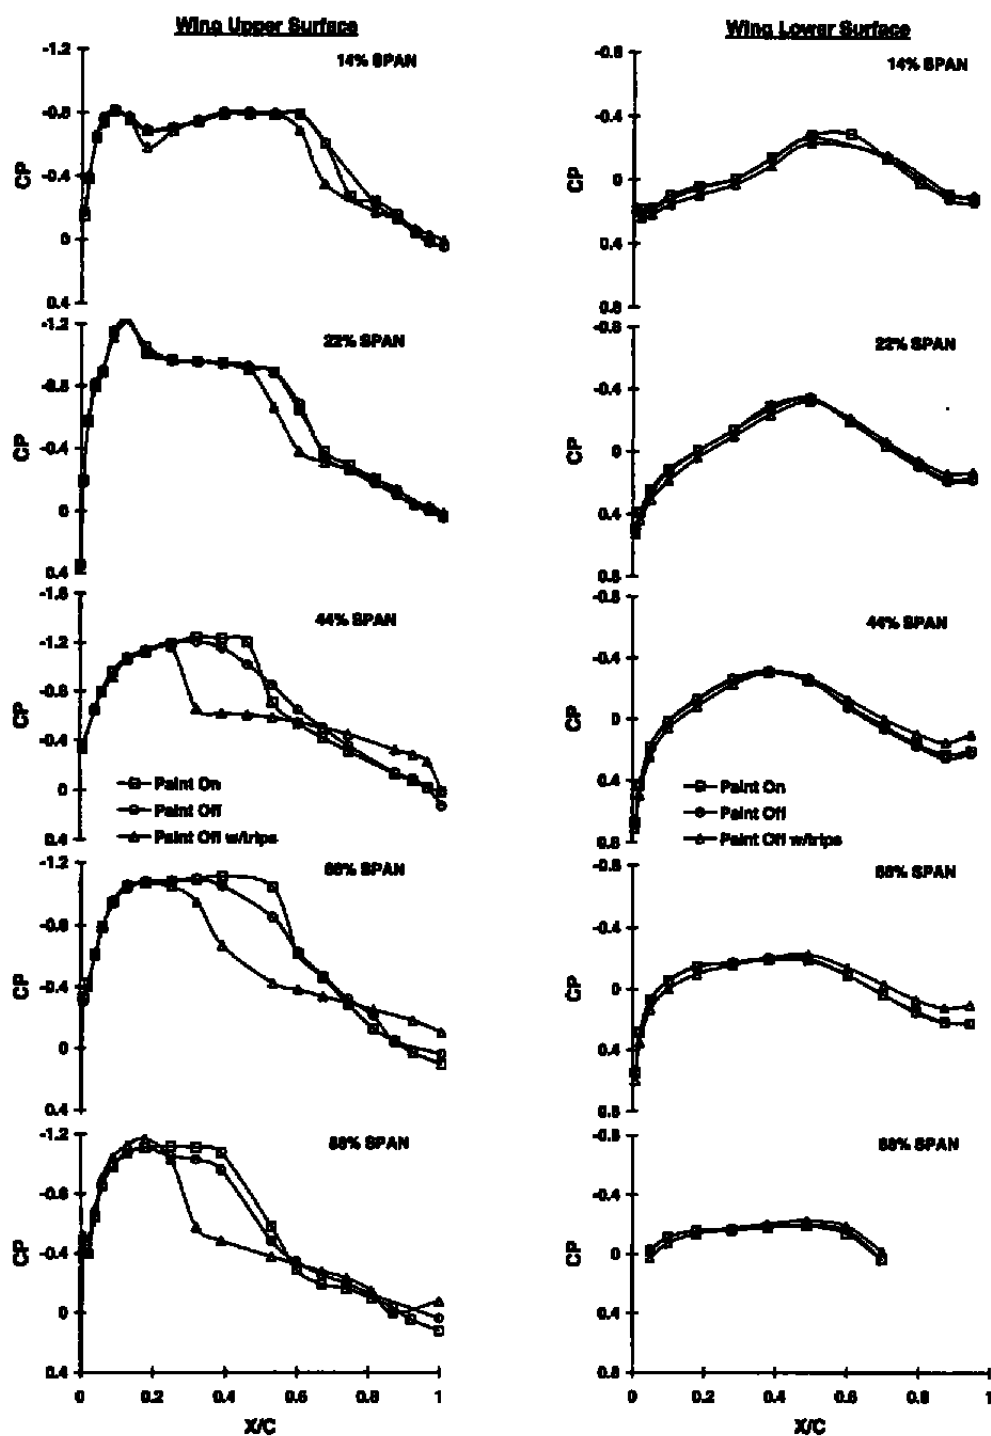 Wing Upper Surface
14% SPAN
-1.2
-0.8
-0.4
0
0.4
CP
22% SPAN
-1.2
-0.8
-0.4
0
0.4
CP
44% SPAN
-1.6
-1.2
-0.8
-0.4
0
0.4
CP
Paint On
Paint Off
Paint Off w/trips
66% SPAN
-1.2
-0.8
-0.4
0
0.4
CP
88% SPAN
-1.2
-0.8
-0.4
0
0.4
CP
0 0.2 0.4 0.6 0.8 1
X/C
Wing Lower Surface
14% SPAN
-0.8
-0.4
0
0.4
0.8
CP
22% SPAN
-0.8
-0.4
0
0.4
0.8
CP
44% SPAN
-0.8
-0.4
0
0.4
0.8
CP
Paint On
Paint Off
Paint Off w/trips
66% SPAN
-0.8
-0.4
0
0.4
0.8
CP
88% SPAN
-0.8
-0.4
0
0.4
0.8
CP
0 0.2 0.4 0.6 0.8 1
X/C